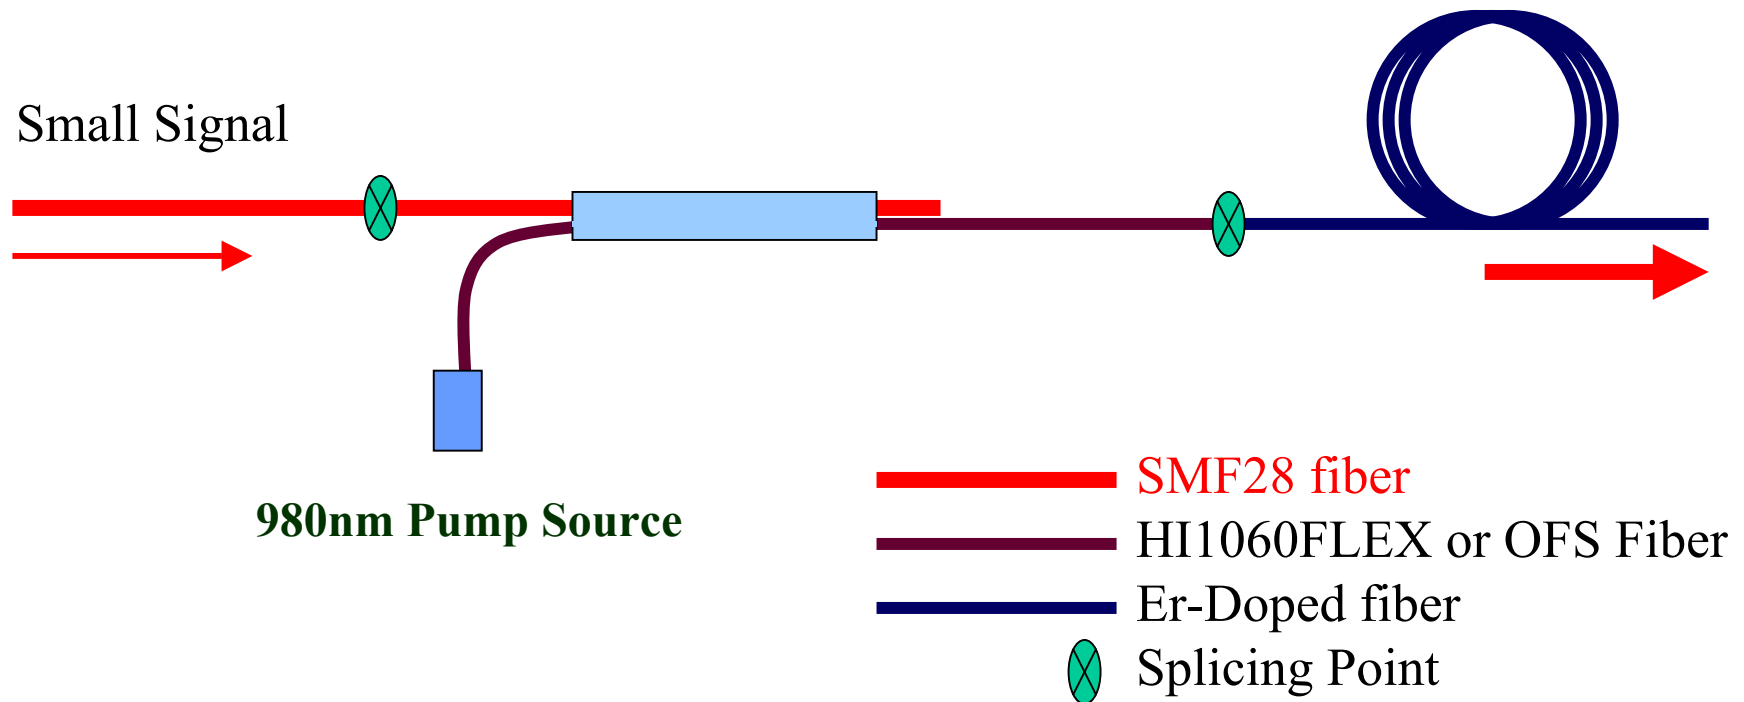 Small Signal
980nm Pump Source
SMF28 fiber
HI1060FLEX or OFS Fiber
Er-Doped fiber
Splicing Point